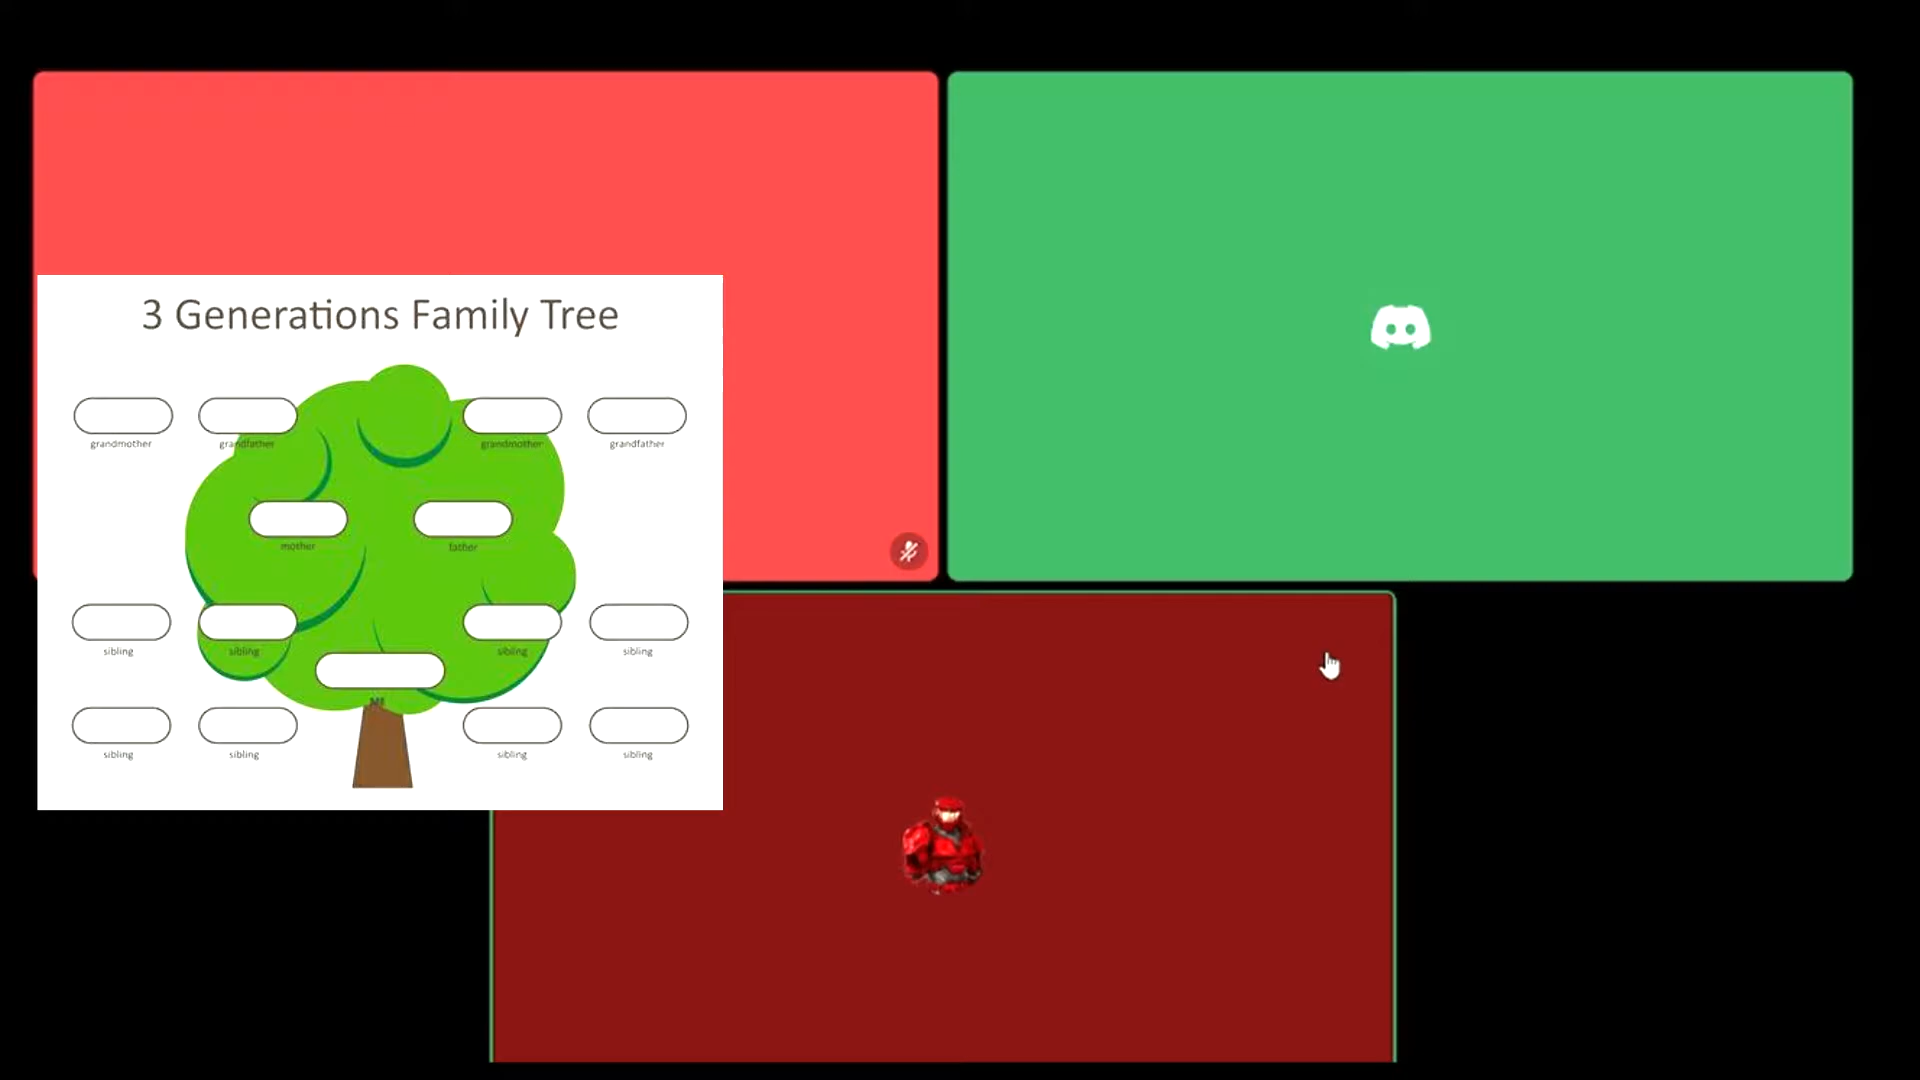 3 Generations Family Tree
grandmother grandfather grandmother grandfather
mother father
sibling sibling sibling sibling
sibling sibling sibling sibling